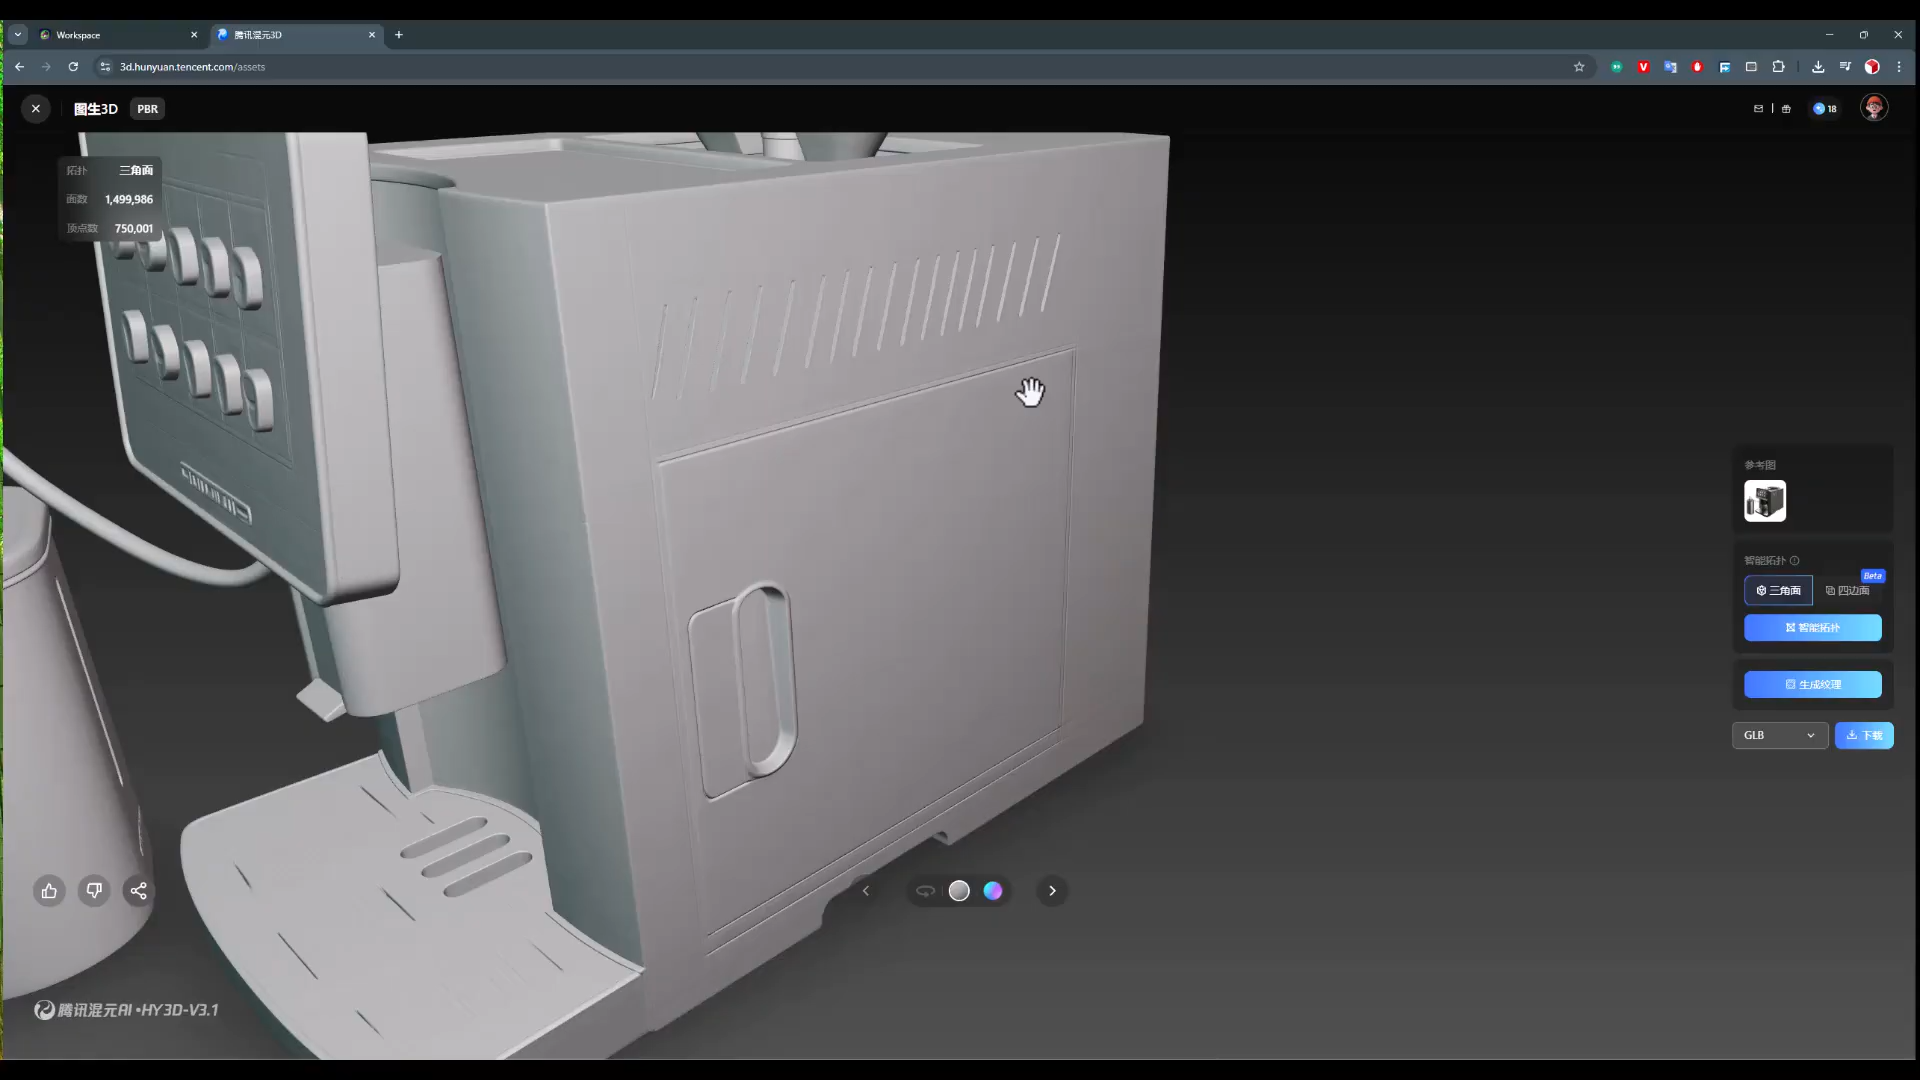 Workspace
腾讯混元3D
3d.hunyuan.tencent.com/assets
图生3D
PBR
18
拓扑 三角面
面数 1,499,986
顶点数 750,001
参考图
智能拓扑
Beta
三角面
四边面
智能拓扑
生成纹理
GLB
下载
腾讯混元AI•HY3D-V3.1